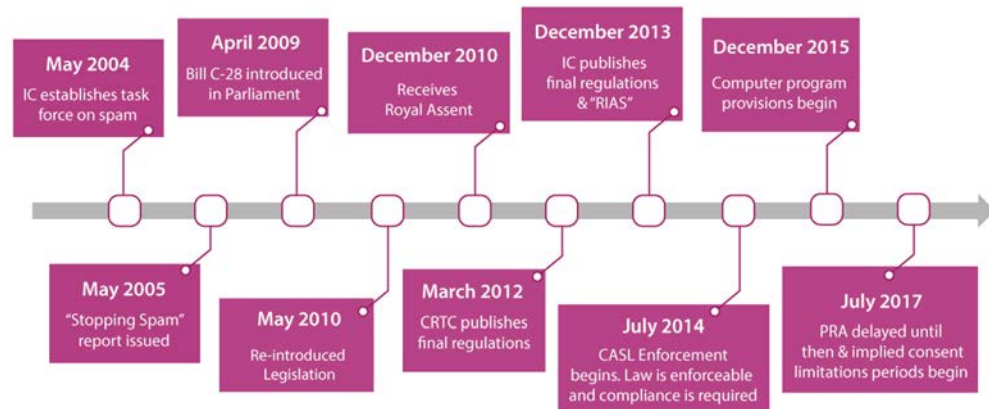 May 2004
IC establishes task
force on spam
April 2009
Bill C-28 introduced
in Parliament
December 2010
Receives
Royal Assent
December 2013
IC publishes
final regulations
& "RIAS"
December 2015
Computer program
provisions begin
May 2005
"Stopping Spam"
report issued
May 2010
Re-introduced
Legislation
March 2012
CRTC publishes
final regulations
July 2014
CASL Enforcement
begins. Law is enforceable
and compliance is required
July 2017
PRA delayed until
then & implied consent
limitations periods begin